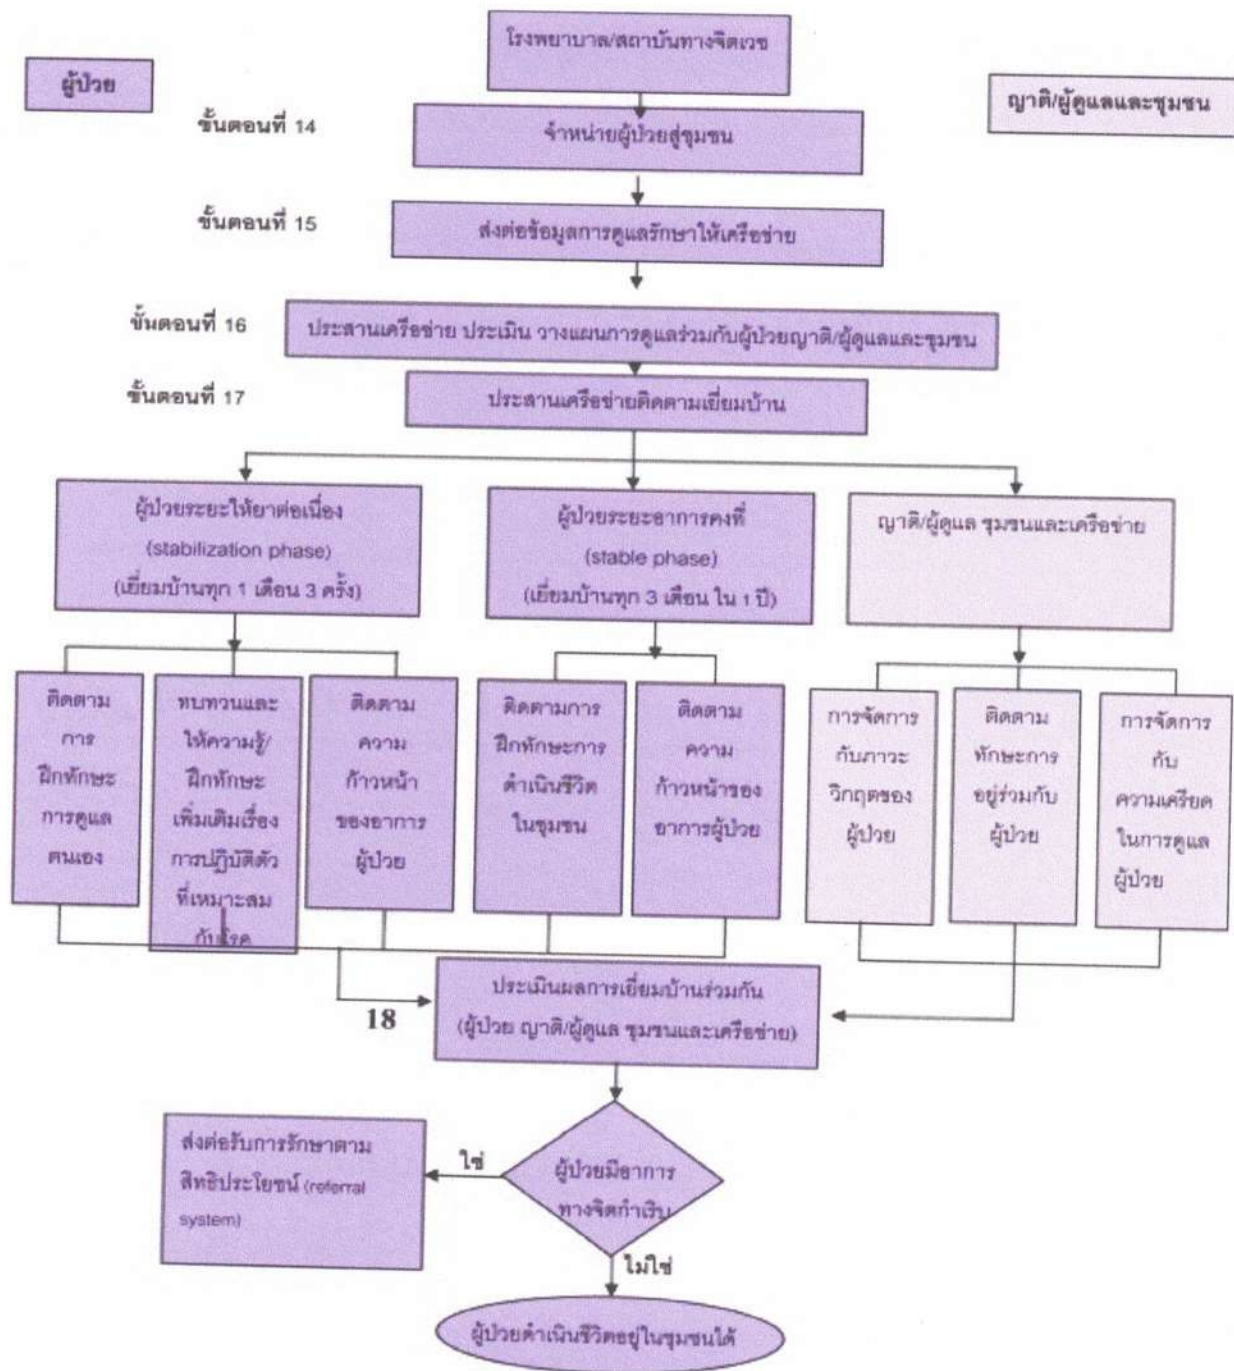 โรงพยาบาล/สถาบันทางจิตเวช
ผู้ป่วย
ญาติ/ผู้ดูแลและชุมชน
ขั้นตอนที่ 14
จำหน่ายผู้ป่วยสู่ชุมชน
ขั้นตอนที่ 15
ส่งต่อข้อมูลการดูแลรักษาให้เครือข่าย
ขั้นตอนที่ 16
ประสานเครือข่าย ประเมิน วางแผนการดูแลร่วมกับผู้ป่วยญาติ/ผู้ดูแลและชุมชน
ขั้นตอนที่ 17
ประสานเครือข่ายติดตามเยี่ยมบ้าน
ผู้ป่วยระยะให้ยาต่อเนื่อง
(stabilization phase)
(เยี่ยมบ้านทุก 1 เดือน 3 ครั้ง)
ผู้ป่วยระยะอาการคงที่
(stable phase)
(เยี่ยมบ้านทุก 3 เดือน ใน 1 ปี)
ญาติ/ผู้ดูแล ชุมชนและเครือข่าย
ติดตาม
การ
ฝึกทักษะ
การดูแล
ตนเอง
ทบทวนและ
ให้ความรู้/
ฝึกทักษะ
เพิ่มเติมเรื่อง
การปฏิบัติตัว
ที่เหมาะสม
กับโรค
ติดตาม
ความ
ก้าวหน้า
ของอาการ
ผู้ป่วย
ติดตามการ
ฝึกทักษะการ
ดำเนินชีวิต
ในชุมชน
ติดตาม
ความ
ก้าวหน้าของ
อาการผู้ป่วย
การจัดการ
กับภาวะ
วิกฤตของ
ผู้ป่วย
ติดตาม
ทักษะการ
อยู่ร่วมกับ
ผู้ป่วย
การจัดการ
กับ
ความเครียด
ในการดูแล
ผู้ป่วย
18
ประเมินผลการเยี่ยมบ้านร่วมกัน
(ผู้ป่วย ญาติ/ผู้ดูแล ชุมชนและเครือข่าย)
ส่งต่อรับการรักษาตาม
สิทธิประโยชน์ (referral
system)
ใช่
ผู้ป่วยมีอาการ
ทางจิตกำเริบ
ไม่ใช่
ผู้ป่วยดำเนินชีวิตอยู่ในชุมชนได้